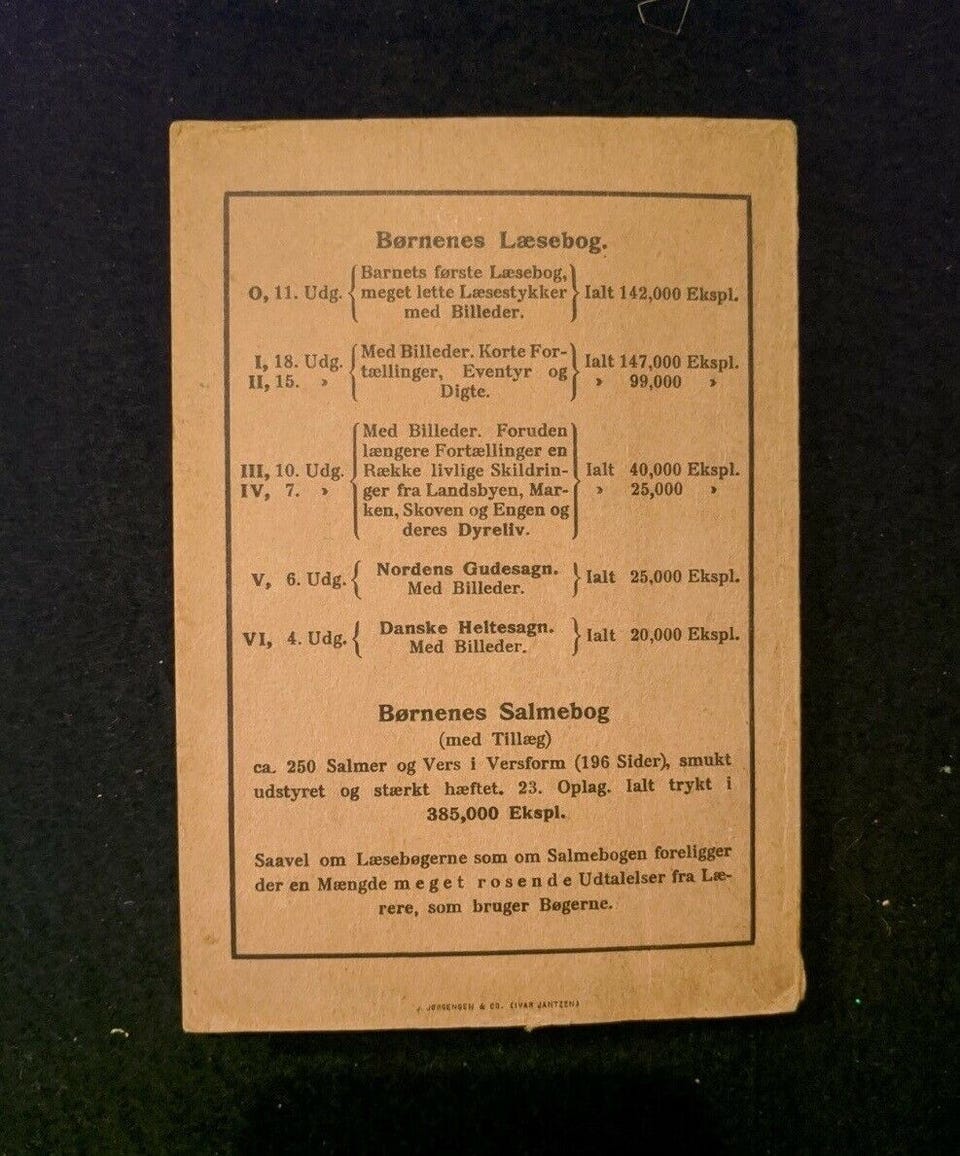 Børnenes Læsebog.
O, 11. Udg.
Barnets første Læsebog,
meget lette Læsestykker
med Billeder.
Ialt 142,000 Ekspl.
I, 18. Udg.
II, 15. »
Med Billeder. Korte For-
tællinger, Eventyr og
Digte.
Ialt 147,000 Ekspl.
» 99,000 »
III, 10. Udg.
IV, 7. »
Med Billeder. Foruden
længere Fortællinger en
Række livlige Skildrin-
ger fra Landsbyen, Mar-
ken, Skoven og Engen og
deres Dyreliv.
Ialt 40,000 Ekspl.
» 25,000 »
V, 6. Udg.
Nordens Gudesagn.
Med Billeder.
Ialt 25,000 Ekspl.
VI, 4. Udg.
Danske Heltesagn.
Med Billeder.
Ialt 20,000 Ekspl.
Børnenes Salmebog
(med Tillæg)
ca. 250 Salmer og Vers i Versform (196 Sider), smukt
udstyret og stærkt hæftet. 23. Oplag. Ialt trykt i
385,000 Ekspl.
Saavel om Læsebøgerne som om Salmebogen foreligger
der en Mængde meget rosende Udtalelser fra Læ-
rere, som bruger Bøgerne.
J. JØRGENSEN & CO. (IVAR JANTZEN)